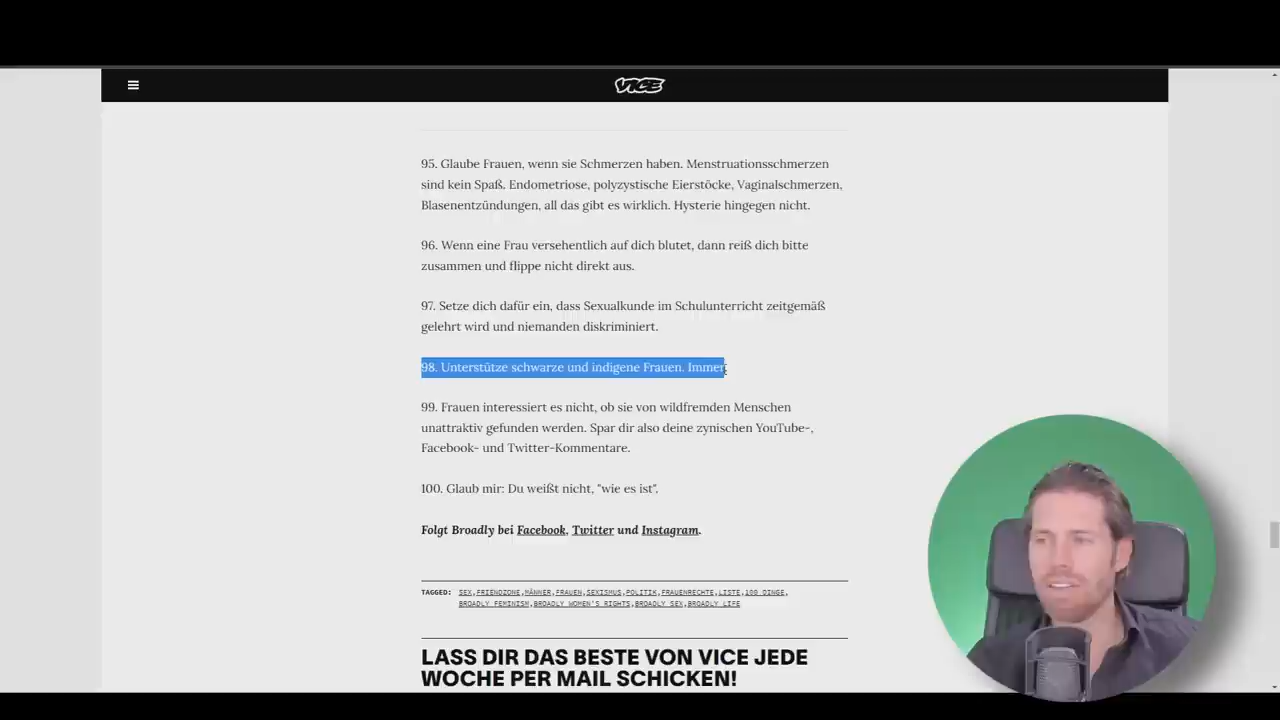 VICE
95. Glaube Frauen, wenn sie Schmerzen haben. Menstruationsschmerzen
sind kein Spaß. Endometriose, polyzystische Eierstöcke, Vaginalschmerzen,
Blasenentzündungen, all das gibt es wirklich. Hysterie hingegen nicht.
96. Wenn eine Frau versehentlich auf dich blutet, dann reiß dich bitte
zusammen und flippe nicht direkt aus.
97. Setze dich dafür ein, dass Sexualkunde im Schulunterricht zeitgemäß
gelehrt wird und niemanden diskriminiert.
98. Unterstütze schwarze und indigene Frauen. Immer
99. Frauen interessiert es nicht, ob sie von wildfremden Menschen
unattraktiv gefunden werden. Spar dir also deine zynischen YouTube-,
Facebook- und Twitter-Kommentare.
100. Glaub mir: Du weißt nicht, "wie es ist".
Folgt Broadly bei Facebook, Twitter und Instagram.
TAGGED: SEX, FRIENDZONE, MÄNNER, FRAUEN, SEXISMUS, POLITIK, FRAUENRECHTE, LISTE, 100 DINGE,
BROADLY FEMINISM, BROADLY WOMEN'S RIGHTS, BROADLY SEX, BROADLY LIFE
LASS DIR DAS BESTE VON VICE JEDE
WOCHE PER MAIL SCHICKEN!